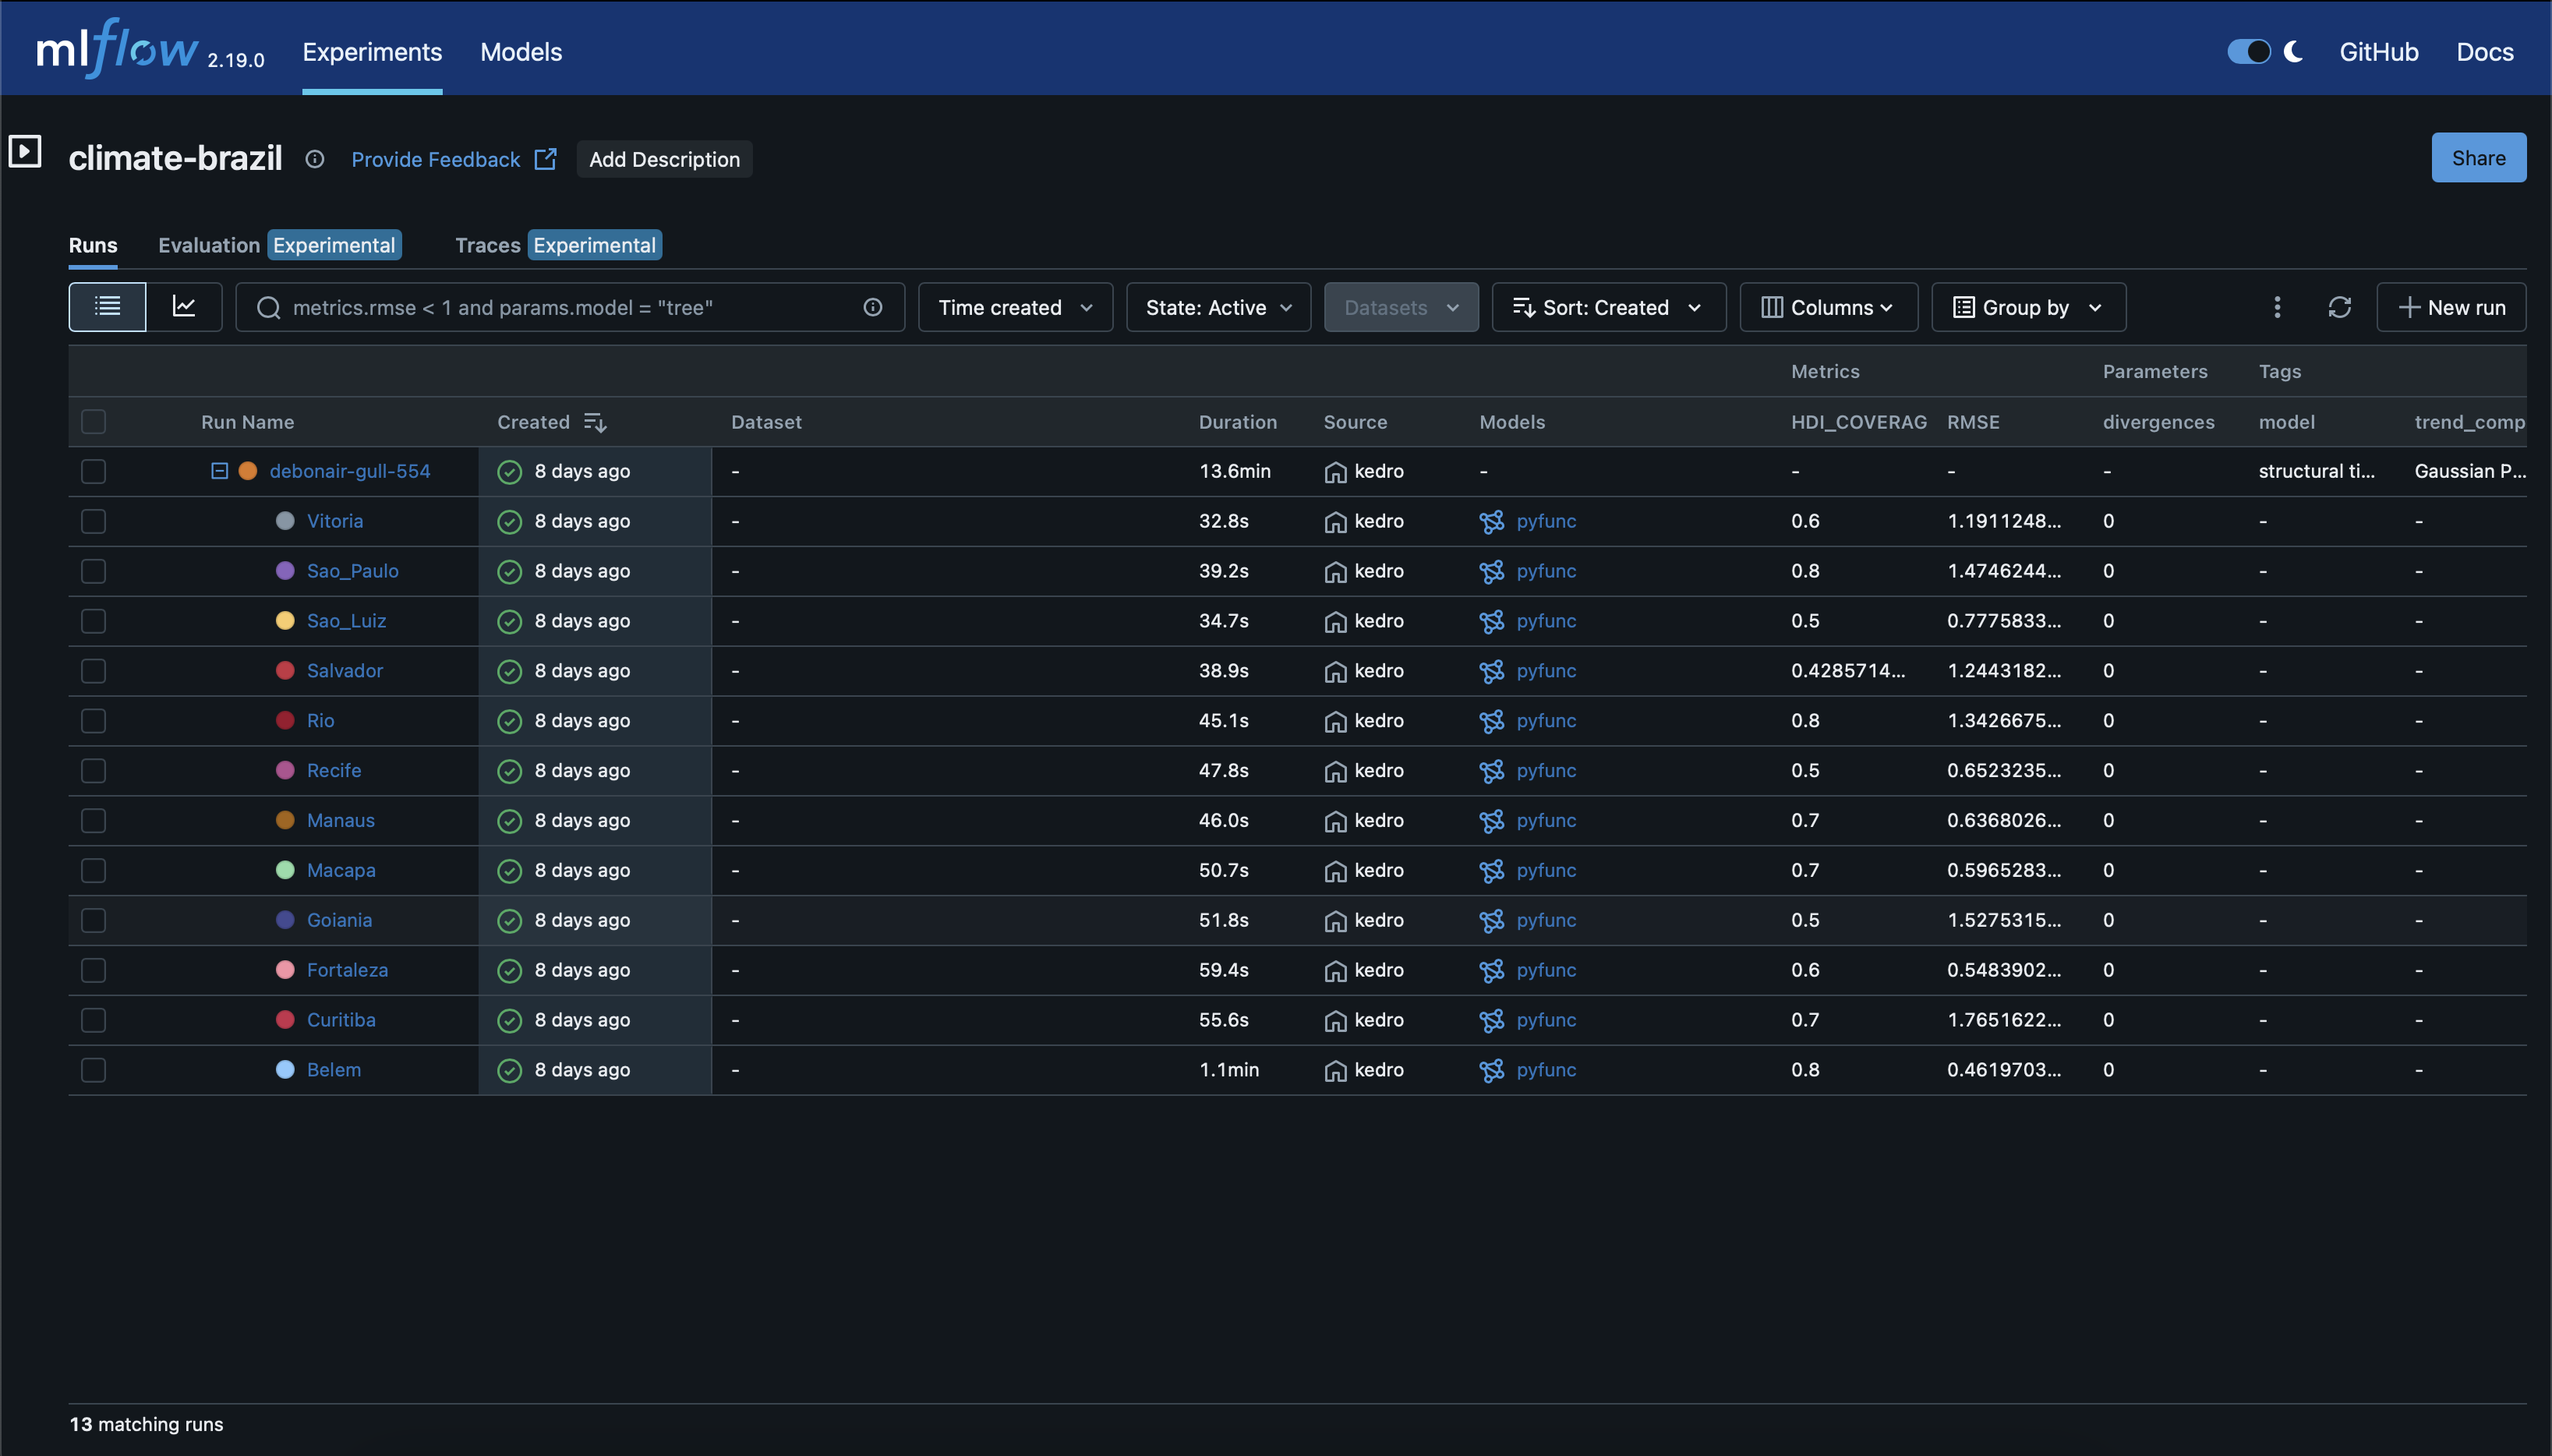 mlflow 2.19.0 Experiments Models GitHub Docs
climate-brazil Provide Feedback Add Description Share
Runs Evaluation Experimental Traces Experimental
metrics.rmse < 1 and params.model = "tree" Time created State: Active Datasets Sort: Created Columns Group by New run
Metrics Parameters Tags
Run Name Created Dataset Duration Source Models HDI_COVERAG RMSE divergences model trend_comp
debonair-gull-554 8 days ago - 13.6min kedro - - - - structural ti... Gaussian P...
Vitoria 8 days ago - 32.8s kedro pyfunc 0.6 1.1911248... 0 - -
Sao_Paulo 8 days ago - 39.2s kedro pyfunc 0.8 1.4746244... 0 - -
Sao_Luiz 8 days ago - 34.7s kedro pyfunc 0.5 0.7775833... 0 - -
Salvador 8 days ago - 38.9s kedro pyfunc 0.4285714... 1.2443182... 0 - -
Rio 8 days ago - 45.1s kedro pyfunc 0.8 1.3426675... 0 - -
Recife 8 days ago - 47.8s kedro pyfunc 0.5 0.6523235... 0 - -
Manaus 8 days ago - 46.0s kedro pyfunc 0.7 0.6368026... 0 - -
Macapa 8 days ago - 50.7s kedro pyfunc 0.7 0.5965283... 0 - -
Goiania 8 days ago - 51.8s kedro pyfunc 0.5 1.5275315... 0 - -
Fortaleza 8 days ago - 59.4s kedro pyfunc 0.6 0.5483902... 0 - -
Curitiba 8 days ago - 55.6s kedro pyfunc 0.7 1.7651622... 0 - -
Belem 8 days ago - 1.1min kedro pyfunc 0.8 0.4619703... 0 - -
13 matching runs